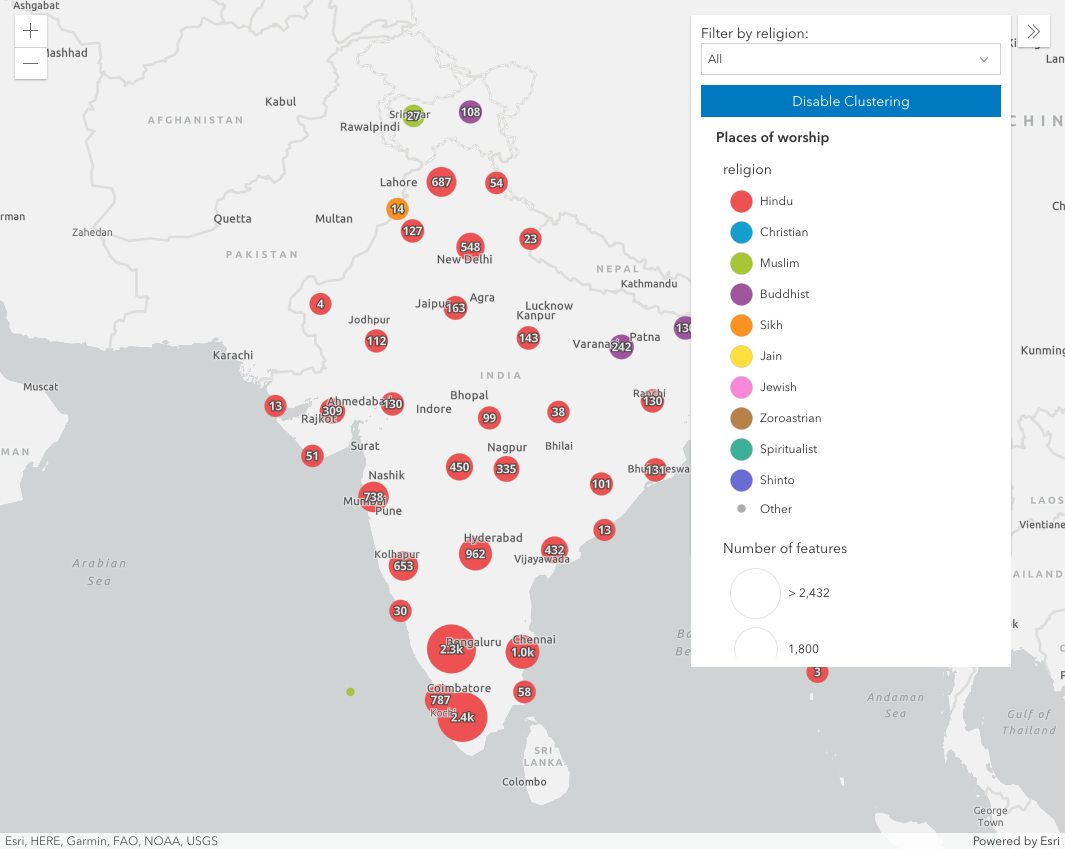 Ashgabat
Mashhad
Kabul
AFGHANISTAN
Srinagar
27
108
Rawalpindi
Lahore
687
54
14
Quetta
Multan
127
Zahedan
548
New Delhi
23
PAKISTAN
NEPAL
Kathmandu
4
Jaipur
163
Agra
Lucknow
Kanpur
Jodhpur
112
143
Varanasi
242
Patna
130
Karachi
INDIA
Muscat
13
309
Ahmedabad
130
Rajkot
Indore
Bhopal
99
38
Ranchi
130
51
Surat
Nagpur
Bhilai
450
335
Bhubaneswar
131
Nashik
738
Mumbai
Pune
101
13
Hyderabad
962
Kolhapur
653
432
Vijayawada
Arabian
Sea
30
Bengaluru
2.3k
Chennai
1.0k
Coimbatore
787
Kochi
2.4k
58
SRI
LANKA
Colombo
3
Andaman
Sea
Gulf of
Thailand
George
Town
Filter by religion:
All
Disable Clustering
Places of worship
religion
Hindu
Christian
Muslim
Buddhist
Sikh
Jain
Jewish
Zoroastrian
Spiritualist
Shinto
Other
Number of features
> 2,432
1,800
Lan
CHIN
Ch
Kunming
LAOS
Vientiane
AILAND
rman
MAN
Esri, HERE, Garmin, FAO, NOAA, USGS
Powered by Esri